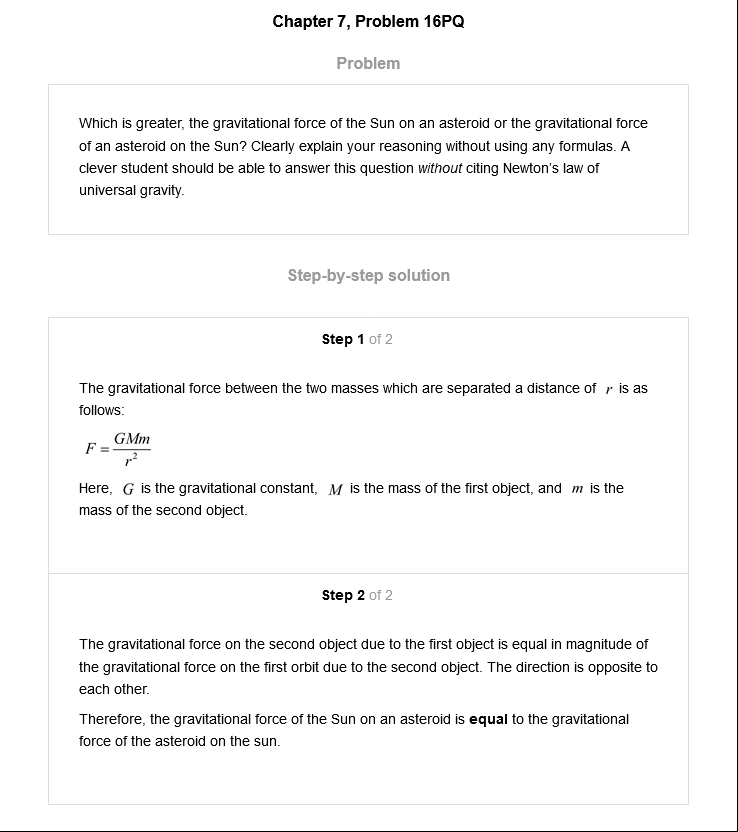 Chapter 7, Problem 16PQ
Problem
Which is greater, the gravitational force of the Sun on an asteroid or the gravitational force
of an asteroid on the Sun? Clearly explain your reasoning without using any formulas. A
clever student should be able to answer this question without citing Newton's law of
universal gravity.
Step-by-step solution
Step 1 of 2
The gravitational force between the two masses which are separated a distance of r is as
follows:
F = GMm / r²
Here, G is the gravitational constant, M is the mass of the first object, and m is the
mass of the second object.
Step 2 of 2
The gravitational force on the second object due to the first object is equal in magnitude of
the gravitational force on the first orbit due to the second object. The direction is opposite to
each other.
Therefore, the gravitational force of the Sun on an asteroid is equal to the gravitational
force of the asteroid on the sun.